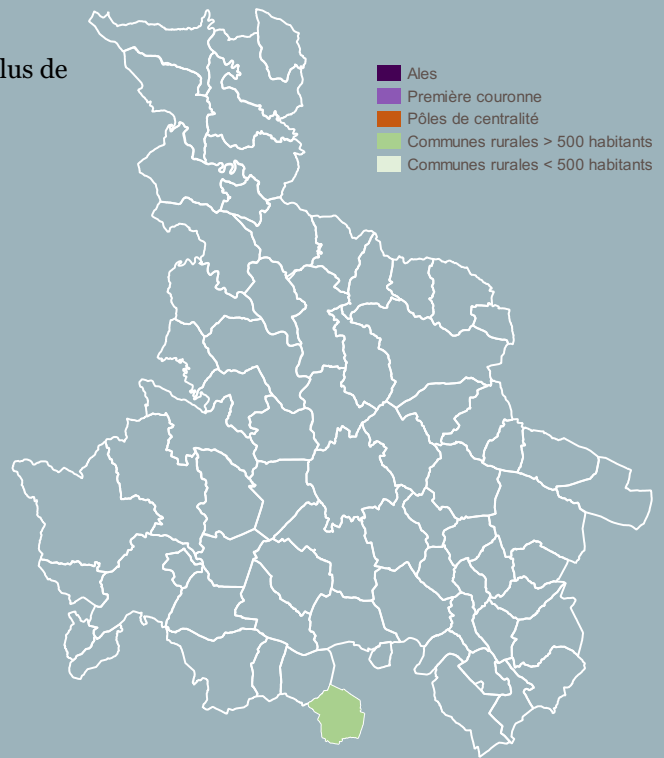 lus de
Ales
Première couronne
Pôles de centralité
Communes rurales > 500 habitants
Communes rurales < 500 habitants